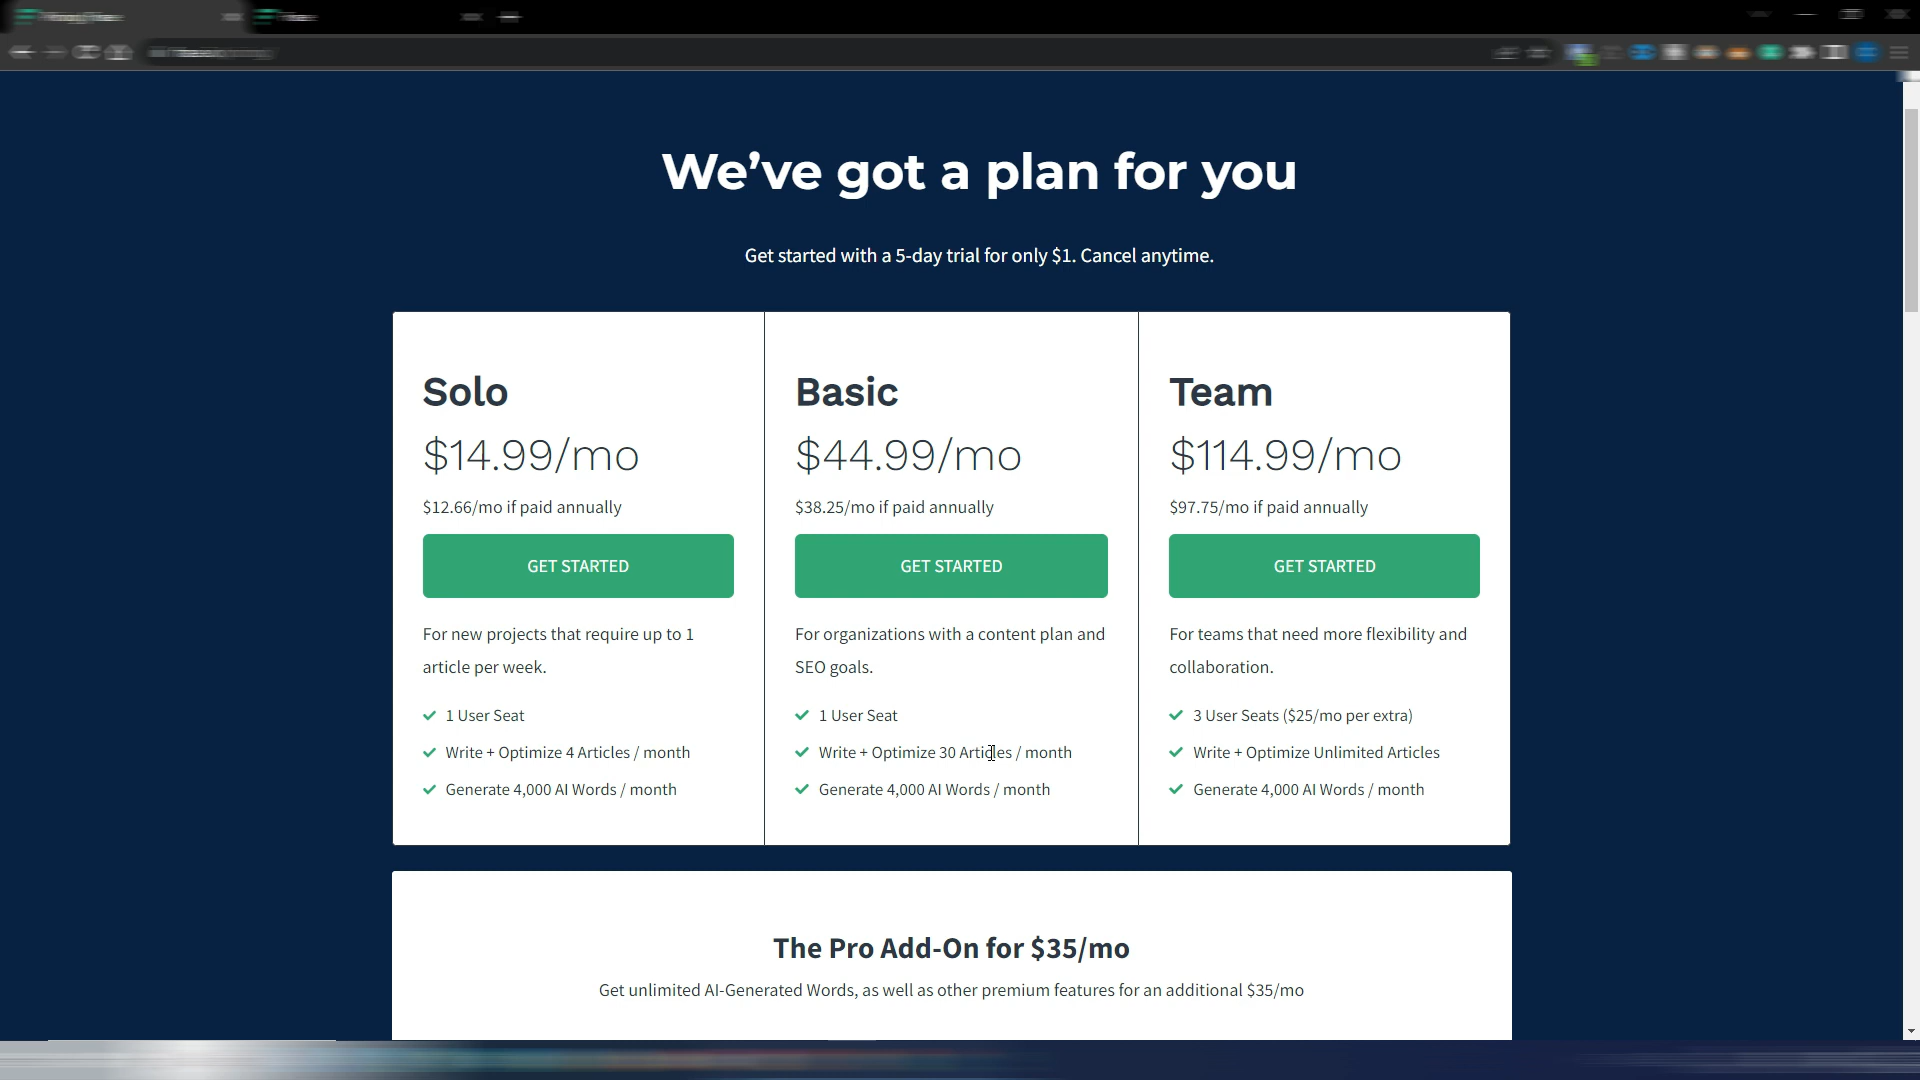 We've got a plan for you
Get started with a 5-day trial for only $1. Cancel anytime.
Solo
$14.99/mo
$12.66/mo if paid annually
GET STARTED
For new projects that require up to 1
article per week.
1 User Seat
Write + Optimize 4 Articles / month
Generate 4,000 AI Words / month
Basic
$44.99/mo
$38.25/mo if paid annually
GET STARTED
For organizations with a content plan and
SEO goals.
1 User Seat
Write + Optimize 30 Articles / month
Generate 4,000 AI Words / month
Team
$114.99/mo
$97.75/mo if paid annually
GET STARTED
For teams that need more flexibility and
collaboration.
3 User Seats ($25/mo per extra)
Write + Optimize Unlimited Articles
Generate 4,000 AI Words / month
The Pro Add-On for $35/mo
Get unlimited AI-Generated Words, as well as other premium features for an additional $35/mo